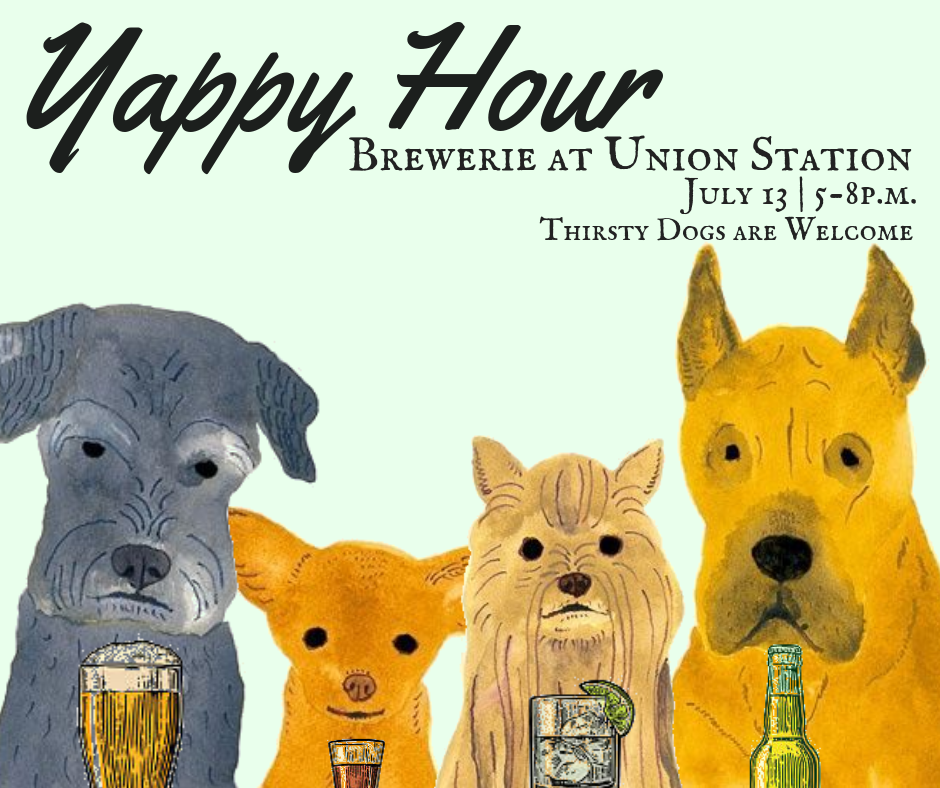 Yappy Hour
Brewerie at Union Station
July 13 | 5-8p.m.
Thirsty Dogs are Welcome